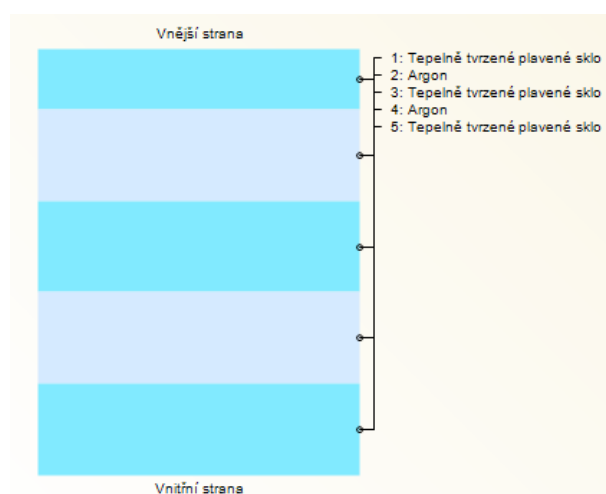 Vnější strana
1: Tepelně tvrzené plavené sklo
2: Argon
3: Tepelně tvrzené plavené sklo
4: Argon
5: Tepelně tvrzené plavené sklo
Vnitřní strana